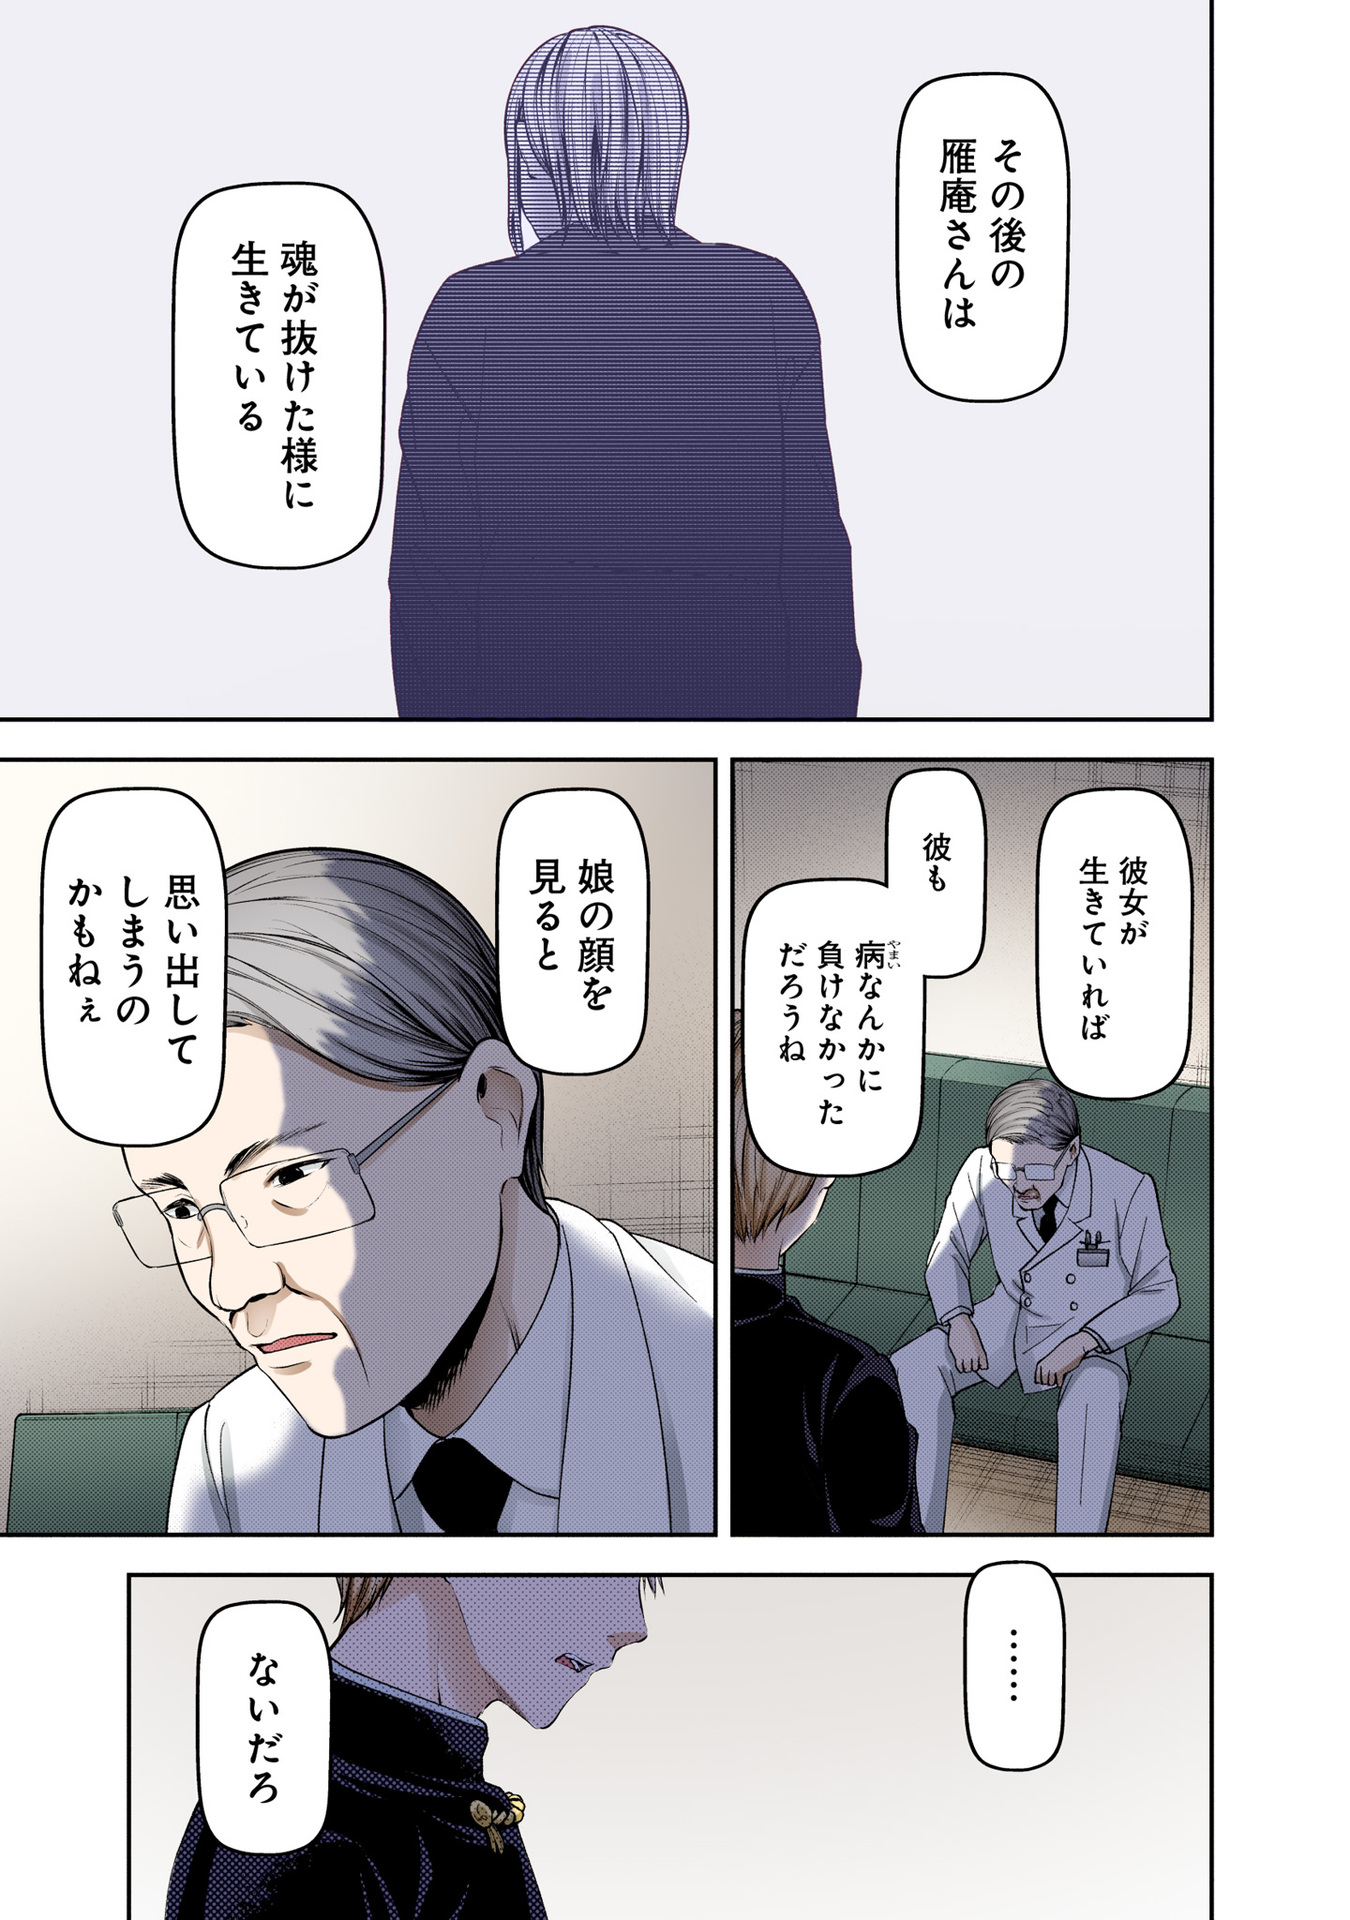 その後の
雁庵さんは
魂が抜けた様に
生きている
彼女が
生きていれば
彼も
病なんかに
やまい
負けなかった
だろうね
娘の顔を
見ると
思い出して
しまうの
かもねぇ
……
ないだろ